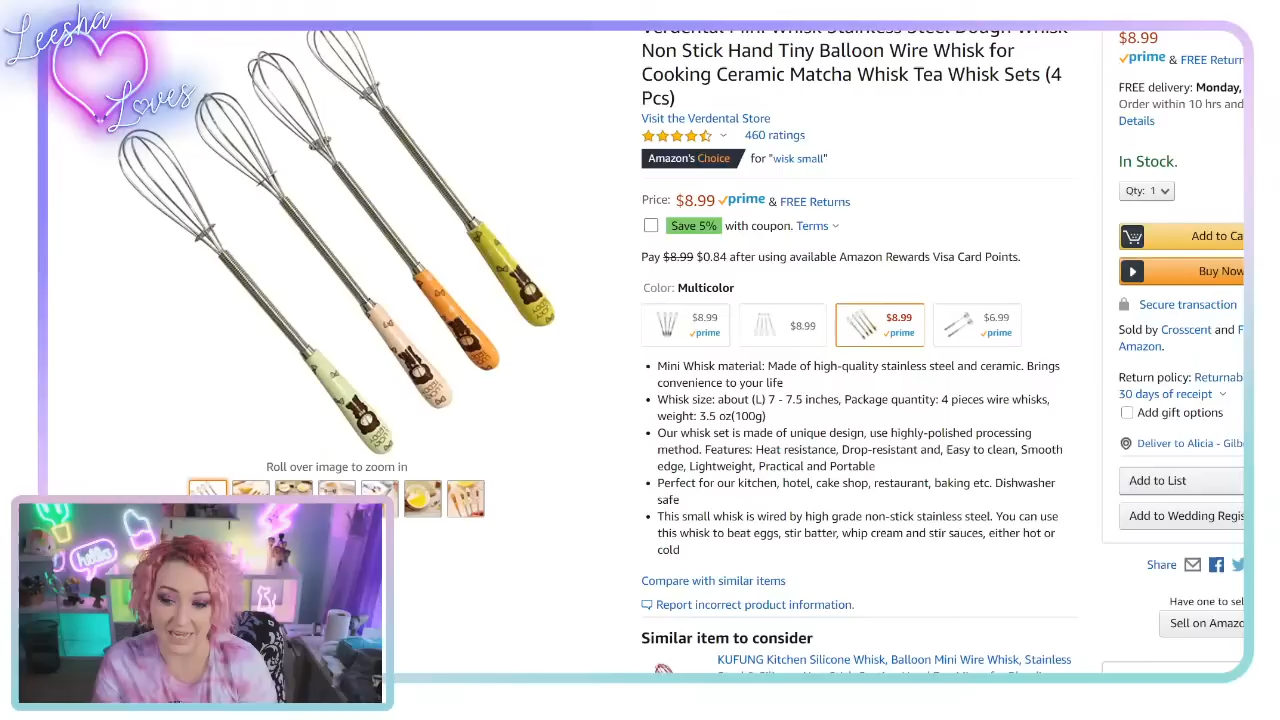 Leesha
Loves
Verdental Mini Whisk Stainless Steel Dough Whisk
Non Stick Hand Tiny Balloon Wire Whisk for
Cooking Ceramic Matcha Whisk Tea Whisk Sets (4
Pcs)
Visit the Verdental Store
460 ratings
Amazon's Choice for "wisk small"
Price: $8.99 prime & FREE Returns
Save 5% with coupon. Terms
Pay $8.99 $0.84 after using available Amazon Rewards Visa Card Points.
Color: Multicolor
$8.99
prime
$8.99
$8.99
prime
$6.99
prime
• Mini Whisk material: Made of high-quality stainless steel and ceramic. Brings
convenience to your life
• Whisk size: about (L) 7 - 7.5 inches, Package quantity: 4 pieces wire whisks,
weight: 3.5 oz(100g)
• Our whisk set is made of unique design, use highly-polished processing
method. Features: Heat resistance, Drop-resistant and, Easy to clean, Smooth
edge, Lightweight, Practical and Portable
• Perfect for our kitchen, hotel, cake shop, restaurant, baking etc. Dishwasher
safe
• This small whisk is wired by high grade non-stick stainless steel. You can use
this whisk to beat eggs, stir batter, whip cream and stir sauces, either hot or
cold
Compare with similar items
Report incorrect product information.
Similar item to consider
KUFUNG Kitchen Silicone Whisk, Balloon Mini Wire Whisk, Stainless
$8.99
prime & FREE Return
FREE delivery: Monday,
Order within 10 hrs and
Details
In Stock.
Qty: 1
Add to Ca
Buy Now
Secure transaction
Sold by Crosscent and F
Amazon.
Return policy: Returnab
30 days of receipt
Add gift options
Deliver to Alicia - Gilb
Add to List
Add to Wedding Regis
Share
Have one to sel
Sell on Amazo
Roll over image to zoom in
hello